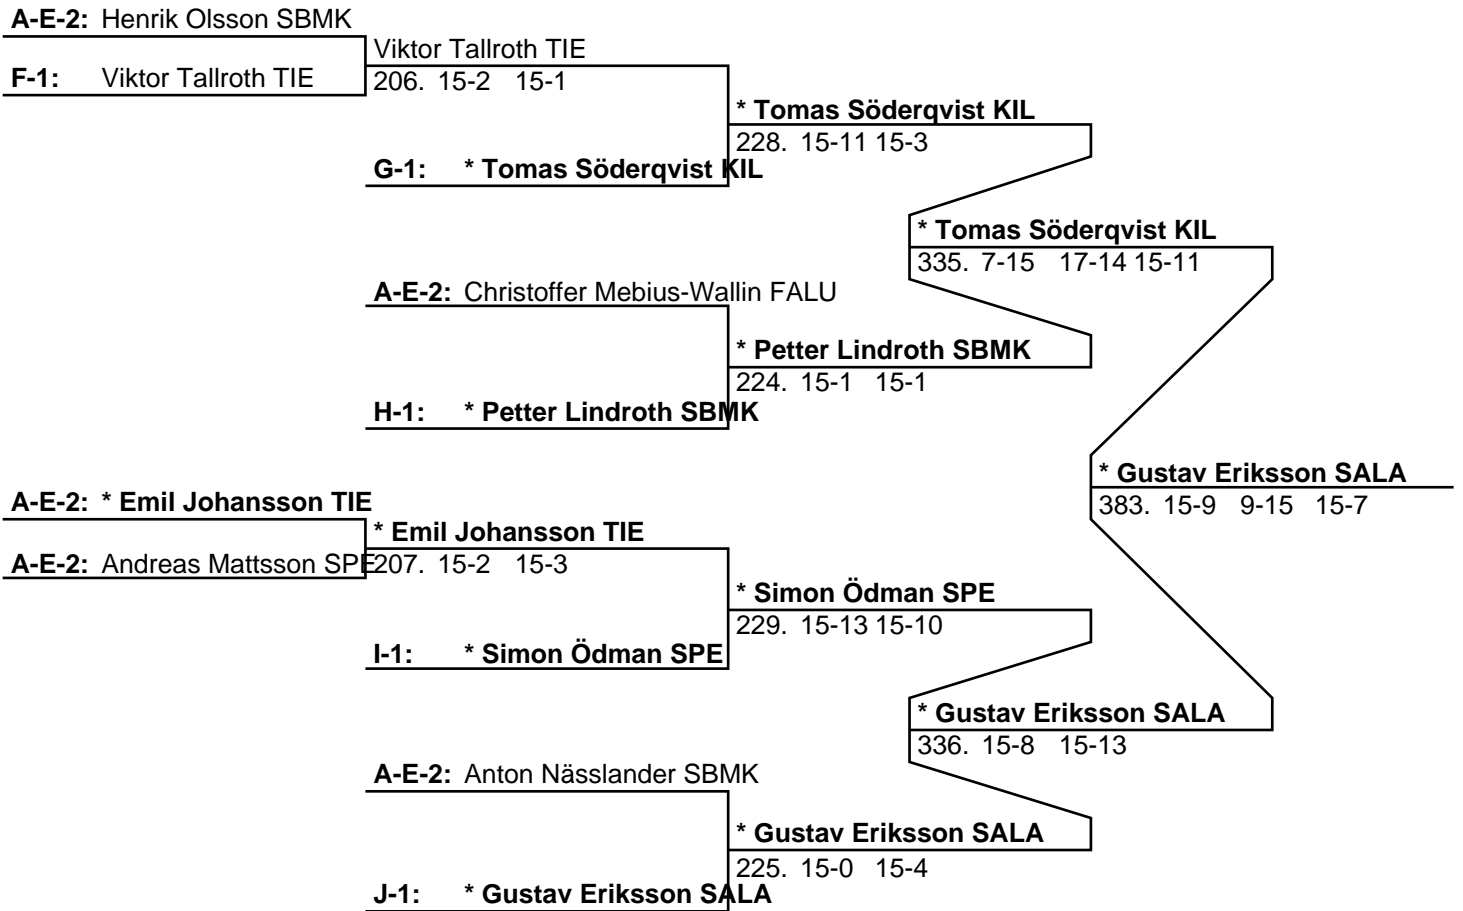 A-E-2: Henrik Olsson SBMK
Viktor Tallroth TIE
F-1: Viktor Tallroth TIE
206. 15-2 15-1
* Tomas Söderqvist KIL
228. 15-11 15-3
G-1: * Tomas Söderqvist KIL
* Tomas Söderqvist KIL
335. 7-15 17-14 15-11
A-E-2: Christoffer Mebius-Wallin FALU
* Petter Lindroth SBMK
224. 15-1 15-1
H-1: * Petter Lindroth SBMK
* Gustav Eriksson SALA
383. 15-9 9-15 15-7
A-E-2: * Emil Johansson TIE
* Emil Johansson TIE
A-E-2: Andreas Mattsson SPE
207. 15-2 15-3
* Simon Ödman SPE
229. 15-13 15-10
I-1: * Simon Ödman SPE
* Gustav Eriksson SALA
336. 15-8 15-13
A-E-2: Anton Nässlander SBMK
* Gustav Eriksson SALA
225. 15-0 15-4
J-1: * Gustav Eriksson SALA